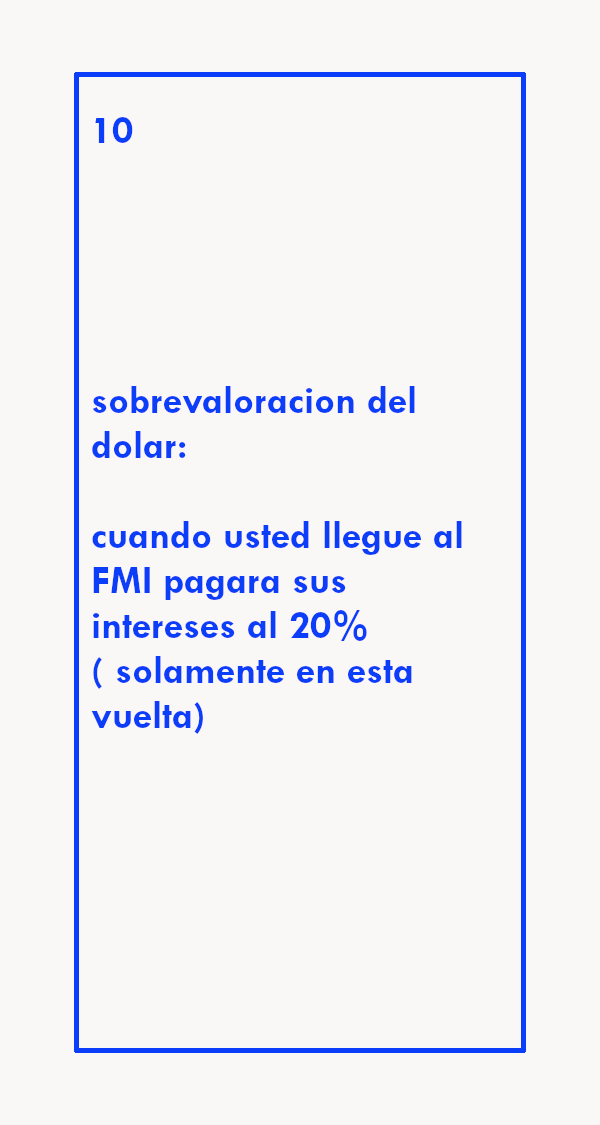 10
sobrevaloracion del
dolar:
cuando usted llegue al
FMI pagara sus
intereses al 20%
( solamente en esta
vuelta)